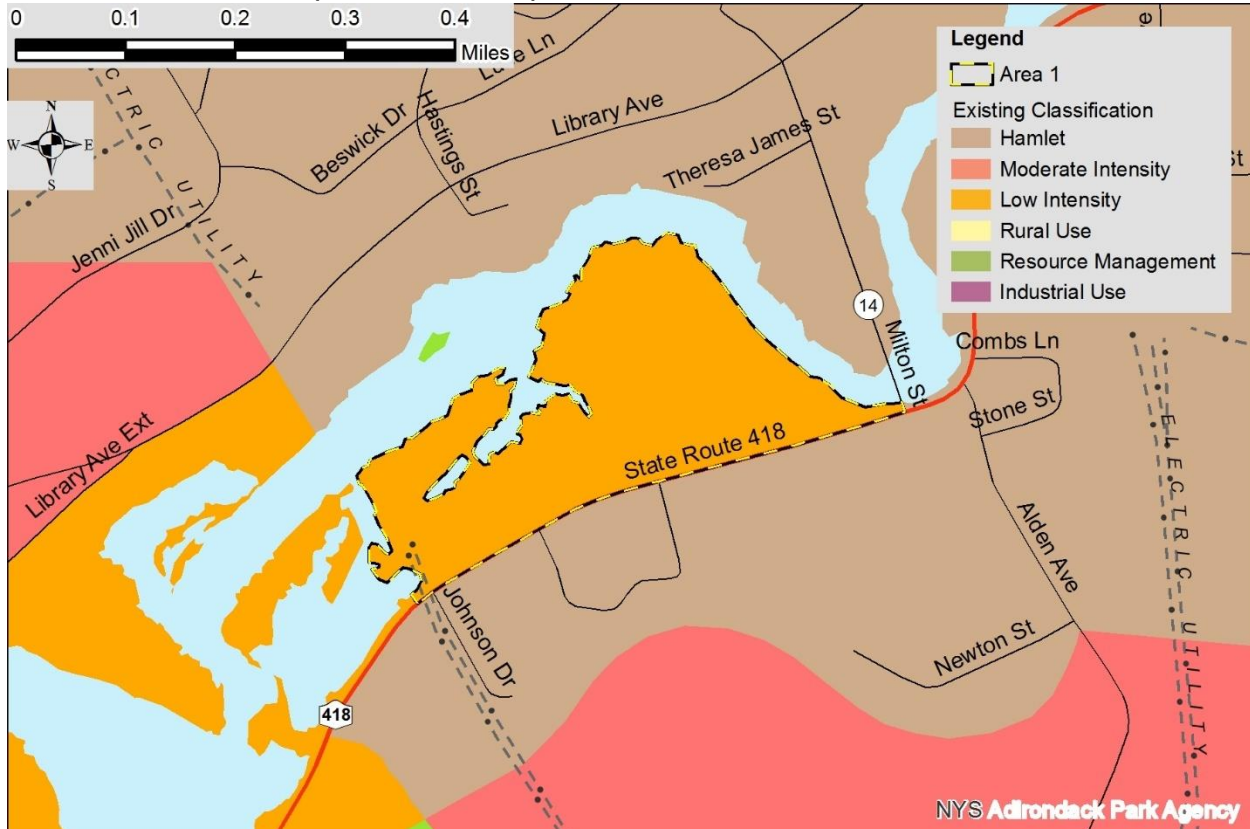 0 0.1 0.2 0.3 0.4
Miles
Legend
Area 1
Existing Classification
Hamlet
Moderate Intensity
Low Intensity
Rural Use
Resource Management
Industrial Use
N
W E
S
ELECTRIC UTILITY
Beswick Dr
Hastings St
Library Ave
Theresa James St
Jenni Jill Dr
14
Milton St
Combs Ln
Stone St
Library Ave Ext
State Route 418
Alden Ave
ELECTRIC UTILITY
Johnson Dr
Newton St
418
NYS Adirondack Park Agency